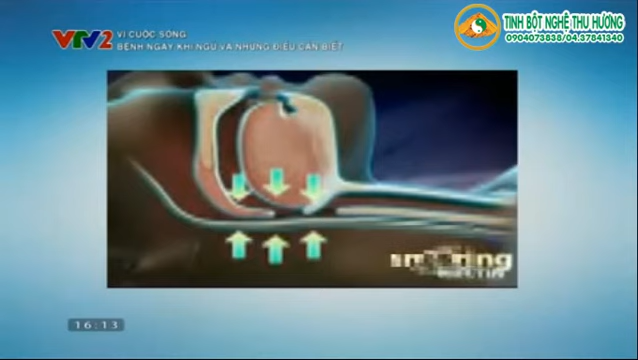 VTV2
VÌ CUỘC SỐNG
BỆNH NGÁY KHI NGỦ VÀ NHỮNG ĐIỀU CẦN BIẾT
TINH BỘT NGHỆ THU HƯƠNG
0904073838/04.37841340
snoring
16:13